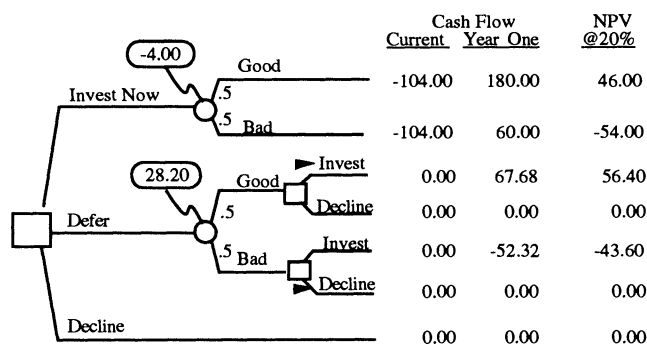 Cash Flow NPV
Current Year One @20%
-4.00
Good -104.00 180.00 46.00
Invest Now .5
.5 Bad -104.00 60.00 -54.00
28.20 Invest 0.00 67.68 56.40
Good
.5 Decline 0.00 0.00 0.00
Defer
.5 Bad Invest 0.00 -52.32 -43.60
Decline 0.00 0.00 0.00
Decline 0.00 0.00 0.00